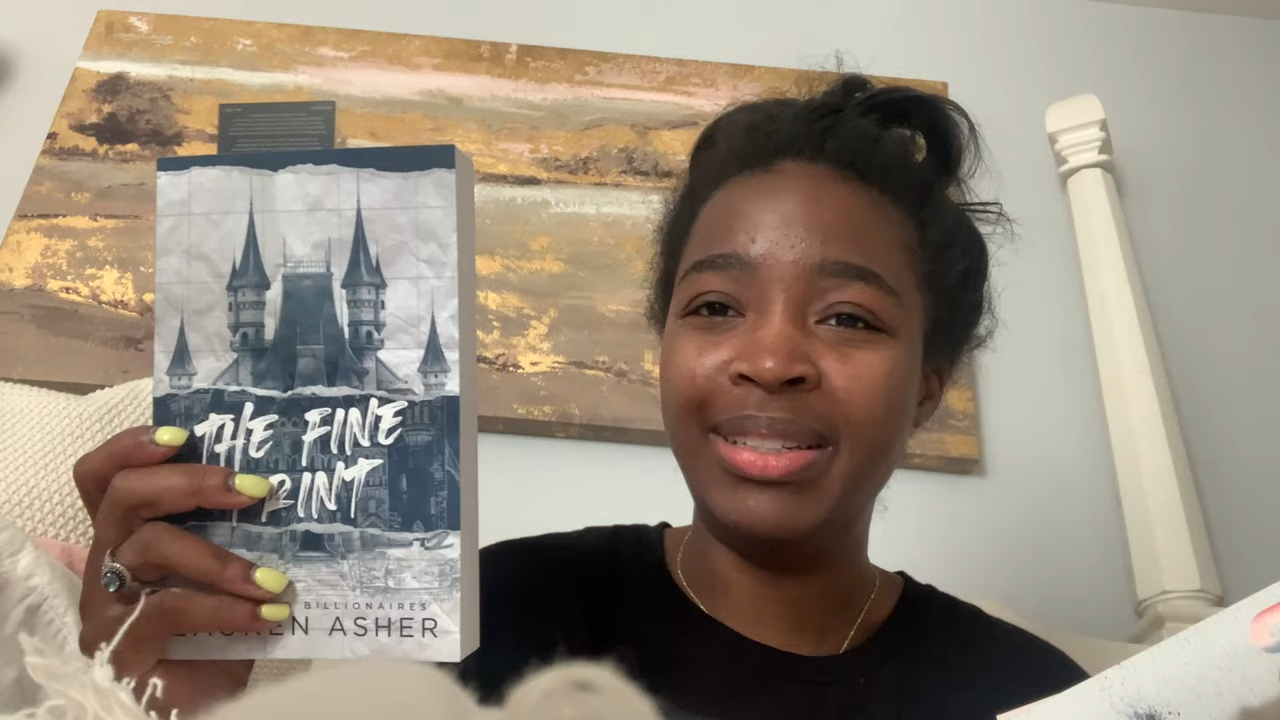 THE FINE
PRINT
BILLIONAIRES
LAUREN ASHER